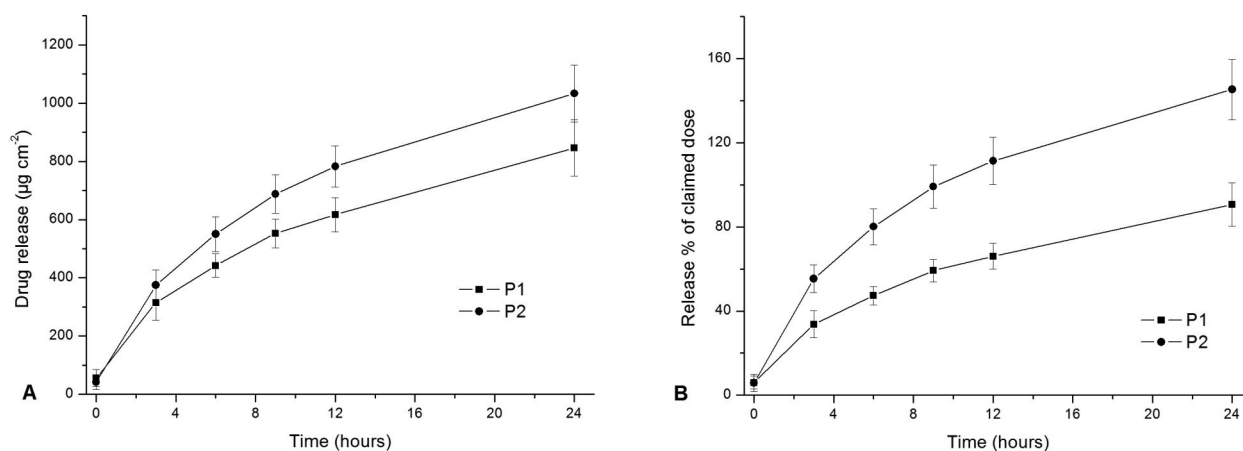 1200
1000
800
600
400
200
0
Drug release (µg cm-2)
P1
P2
A
0 4 8 12 16 20 24
Time (hours)
160
120
80
40
0
Release % of claimed dose
P1
P2
B
0 4 8 12 16 20 24
Time (hours)